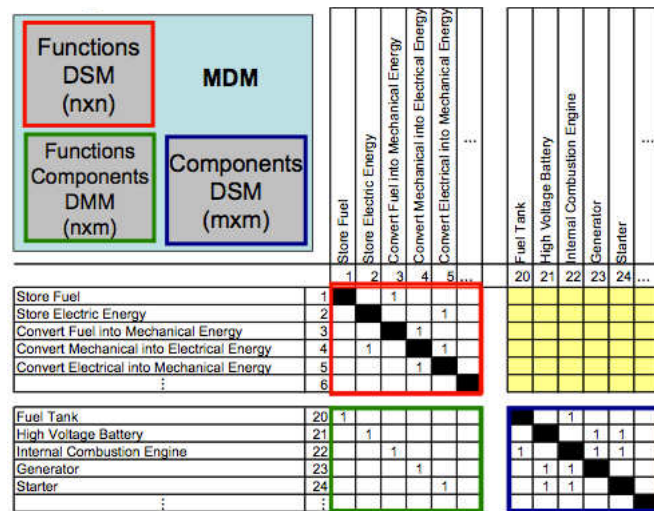 Functions
DSM
(nxn)
MDM
Functions
Components
DMM
(nxm)
Components
DSM
(mxm)
Store Fuel
Store Electric Energy
Convert Fuel into Mechanical Energy
Convert Mechanical into Electrical Energy
Convert Electrical into Mechanical Energy
...
Fuel Tank
High Voltage Battery
Internal Combustion Engine
Generator
Starter
...
1 2 3 4 5 ... 20 21 22 23 24 ...
Store Fuel 1 1
Store Electric Energy 2 1
Convert Fuel into Mechanical Energy 3 1
Convert Mechanical into Electrical Energy 4 1 1
Convert Electrical into Mechanical Energy 5 1
⋮ 6
Fuel Tank 20 1 1
High Voltage Battery 21 1 1 1
Internal Combustion Engine 22 1 1 1 1
Generator 23 1 1 1
Starter 24 1 1 1
⋮ ⋮